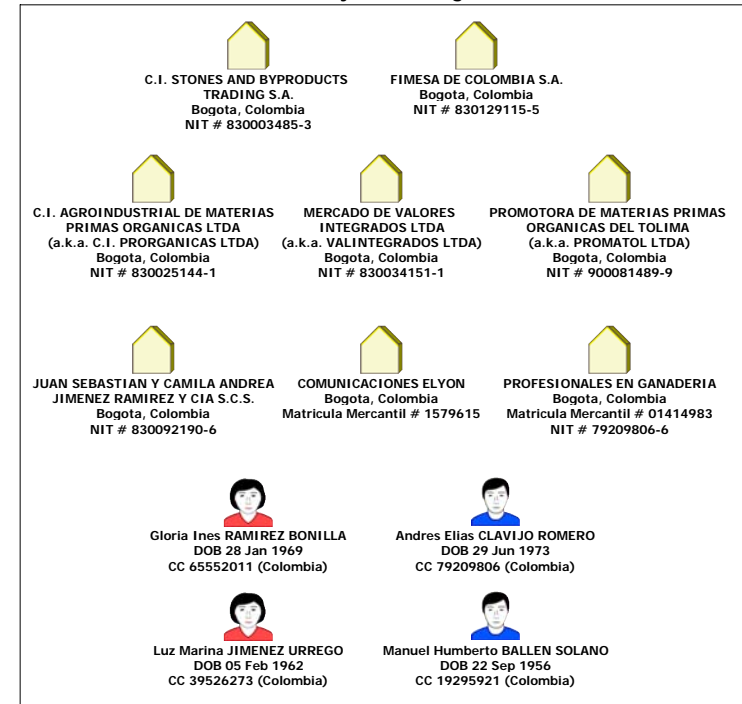 C.I. STONES AND BYPRODUCTS
TRADING S.A.
Bogota, Colombia
NIT # 830003485-3
FIMESA DE COLOMBIA S.A.
Bogota, Colombia
NIT # 830129115-5
C.I. AGROINDUSTRIAL DE MATERIAS
PRIMAS ORGANICAS LTDA
(a.k.a. C.I. PRORGANICAS LTDA)
Bogota, Colombia
NIT # 830025144-1
MERCADO DE VALORES
INTEGRADOS LTDA
(a.k.a. VALINTEGRADOS LTDA)
Bogota, Colombia
NIT # 830034151-1
PROMOTORA DE MATERIAS PRIMAS
ORGANICAS DEL TOLIMA
(a.k.a. PROMATOL LTDA)
Bogota, Colombia
NIT # 900081489-9
JUAN SEBASTIAN Y CAMILA ANDREA
JIMENEZ RAMIREZ Y CIA S.C.S.
Bogota, Colombia
NIT # 830092190-6
COMUNICACIONES ELYON
Bogota, Colombia
Matricula Mercantil # 1579615
PROFESIONALES EN GANADERIA
Bogota, Colombia
Matricula Mercantil # 01414983
NIT # 79209806-6
Gloria Ines RAMIREZ BONILLA
DOB 28 Jan 1969
CC 65552011 (Colombia)
Andres Elias CLAVIJO ROMERO
DOB 29 Jun 1973
CC 79209806 (Colombia)
Luz Marina JIMENEZ URREGO
DOB 05 Feb 1962
CC 39526273 (Colombia)
Manuel Humberto BALLEN SOLANO
DOB 22 Sep 1956
CC 19295921 (Colombia)